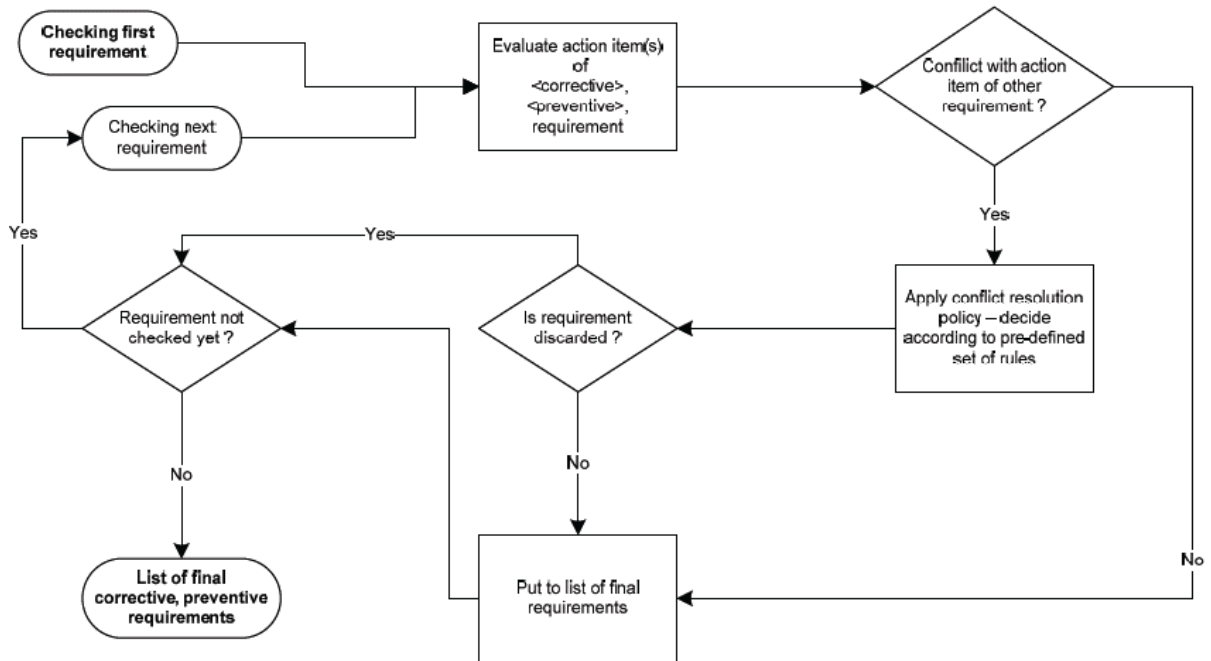 Checking first
requirement
Evaluate action item(s)
of
<corrective>,
<preventive>,
requirement
Confilict with action
item of other
requirement ?
Checking next
requirement
Yes
Yes
Yes
Requirement not
checked yet ?
Is requirement
discarded ?
Apply conflict resolution
policy – decide
according to pre-defined
set of rules
No
No
No
List of final
corrective, preventive
requirements
Put to list of final
requirements